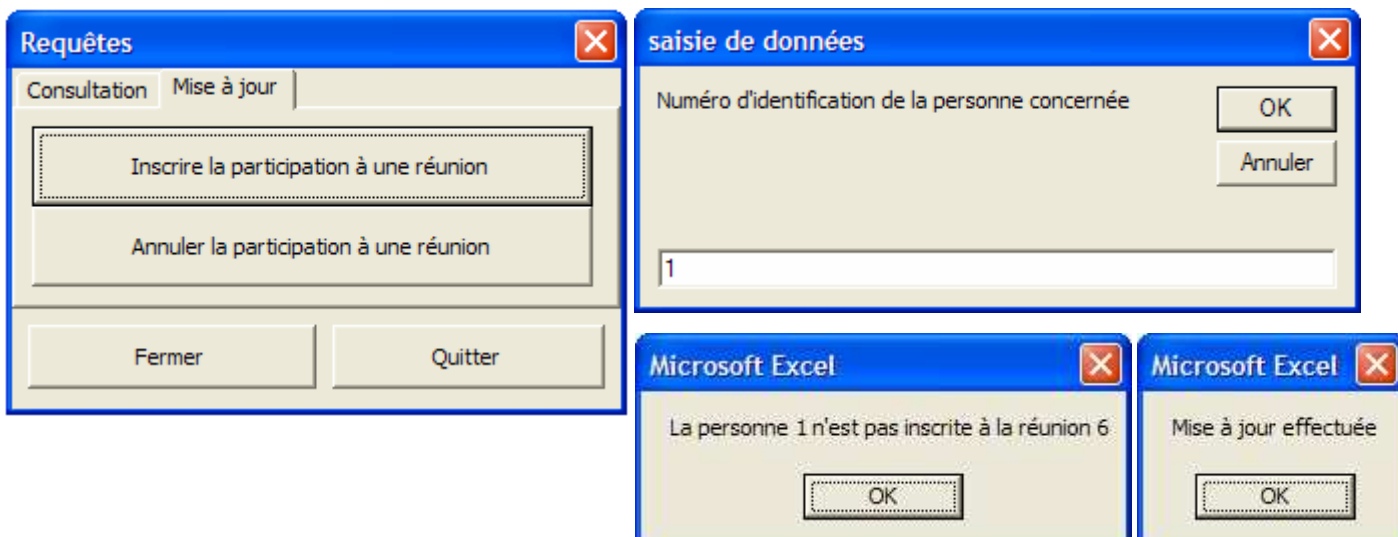 Requêtes
Consultation Mise à jour
Inscrire la participation à une réunion
Annuler la participation à une réunion
Fermer Quitter
saisie de données
Numéro d'identification de la personne concernée
OK
Annuler
1
Microsoft Excel
La personne 1 n'est pas inscrite à la réunion 6
OK
Microsoft Excel
Mise à jour effectuée
OK